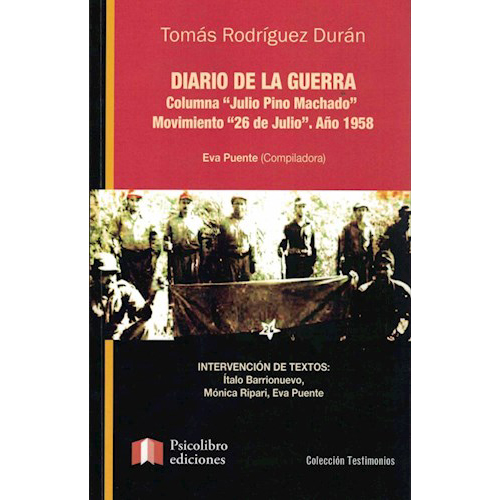 Tomás Rodríguez Durán
DIARIO DE LA GUERRA
Columna “Julio Pino Machado”
Movimiento “26 de Julio”. Año 1958
Eva Puente (Compiladora)
INTERVENCIÓN DE TEXTOS:
Ítalo Barrionuevo,
Mónica Ripari, Eva Puente
Psicolibro
ediciones
Colección Testimonios